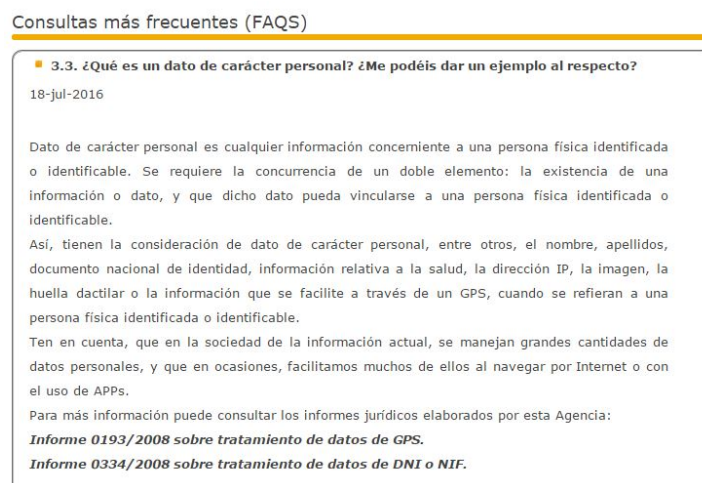 Consultas más frecuentes (FAQS)
3.3. ¿Qué es un dato de carácter personal? ¿Me podéis dar un ejemplo al respecto?
18-jul-2016
Dato de carácter personal es cualquier información concerniente a una persona física identificada
o identificable. Se requiere la concurrencia de un doble elemento: la existencia de una
información o dato, y que dicho dato pueda vincularse a una persona física identificada o
identificable.
Así, tienen la consideración de dato de carácter personal, entre otros, el nombre, apellidos,
documento nacional de identidad, información relativa a la salud, la dirección IP, la imagen, la
huella dactilar o la información que se facilite a través de un GPS, cuando se refieran a una
persona física identificada o identificable.
Ten en cuenta, que en la sociedad de la información actual, se manejan grandes cantidades de
datos personales, y que en ocasiones, facilitamos muchos de ellos al navegar por Internet o con
el uso de APPs.
Para más información puede consultar los informes jurídicos elaborados por esta Agencia:
Informe 0193/2008 sobre tratamiento de datos de GPS.
Informe 0334/2008 sobre tratamiento de datos de DNI o NIF.